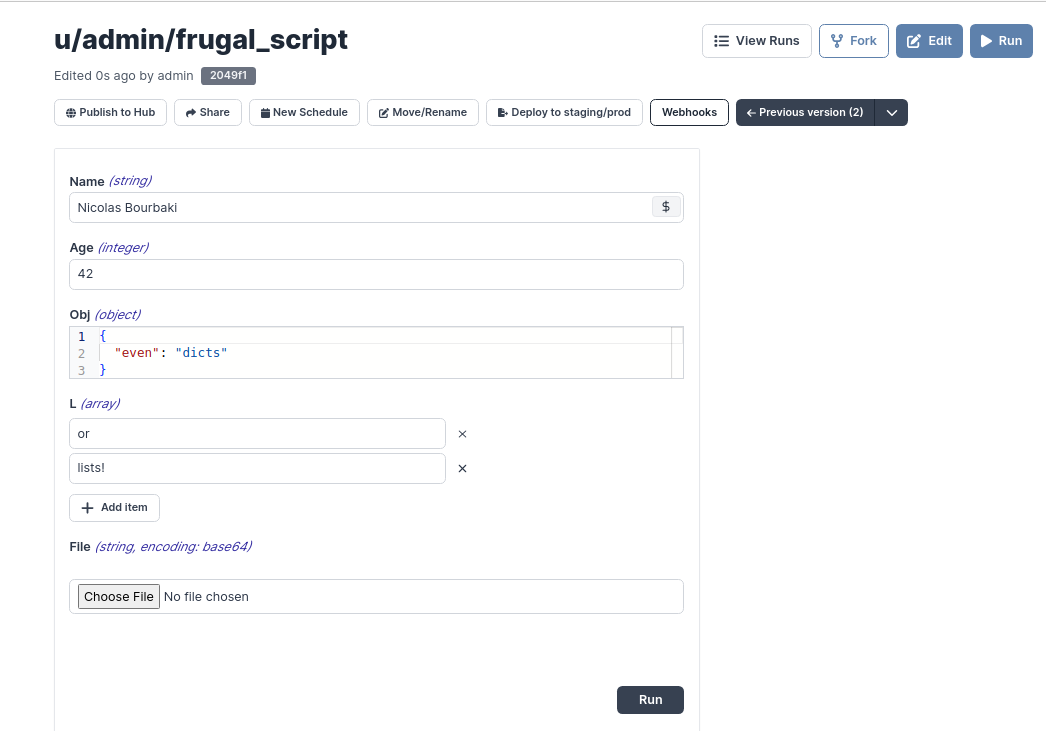 u/admin/frugal_script
View Runs
Fork
Edit
Run
Edited 0s ago by admin 2049f1
Publish to Hub
Share
New Schedule
Move/Rename
Deploy to staging/prod
Webhooks
← Previous version (2)
Name (string)
Nicolas Bourbaki
$
Age (integer)
42
Obj (object)
1 {
2 "even": "dicts"
3 }
L (array)
or ×
lists! ×
+ Add item
File (string, encoding: base64)
Choose File No file chosen
Run